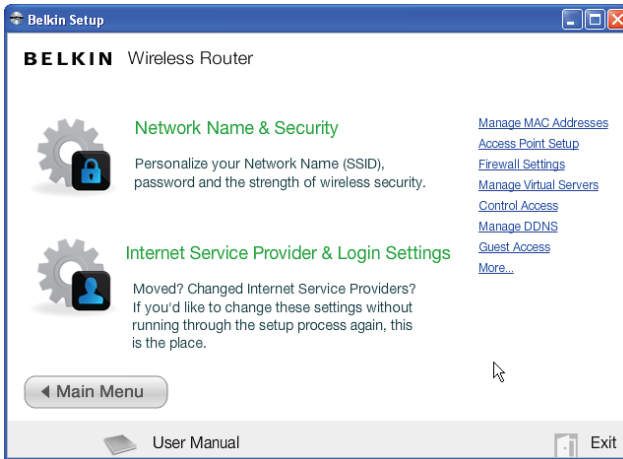 Belkin Setup
BELKIN Wireless Router
Network Name & Security
Personalize your Network Name (SSID),
password and the strength of wireless security.
Internet Service Provider & Login Settings
Moved? Changed Internet Service Providers?
If you'd like to change these settings without
running through the setup process again, this
is the place.
Manage MAC Addresses
Access Point Setup
Firewall Settings
Manage Virtual Servers
Control Access
Manage DDNS
Guest Access
More...
Main Menu
User Manual
Exit